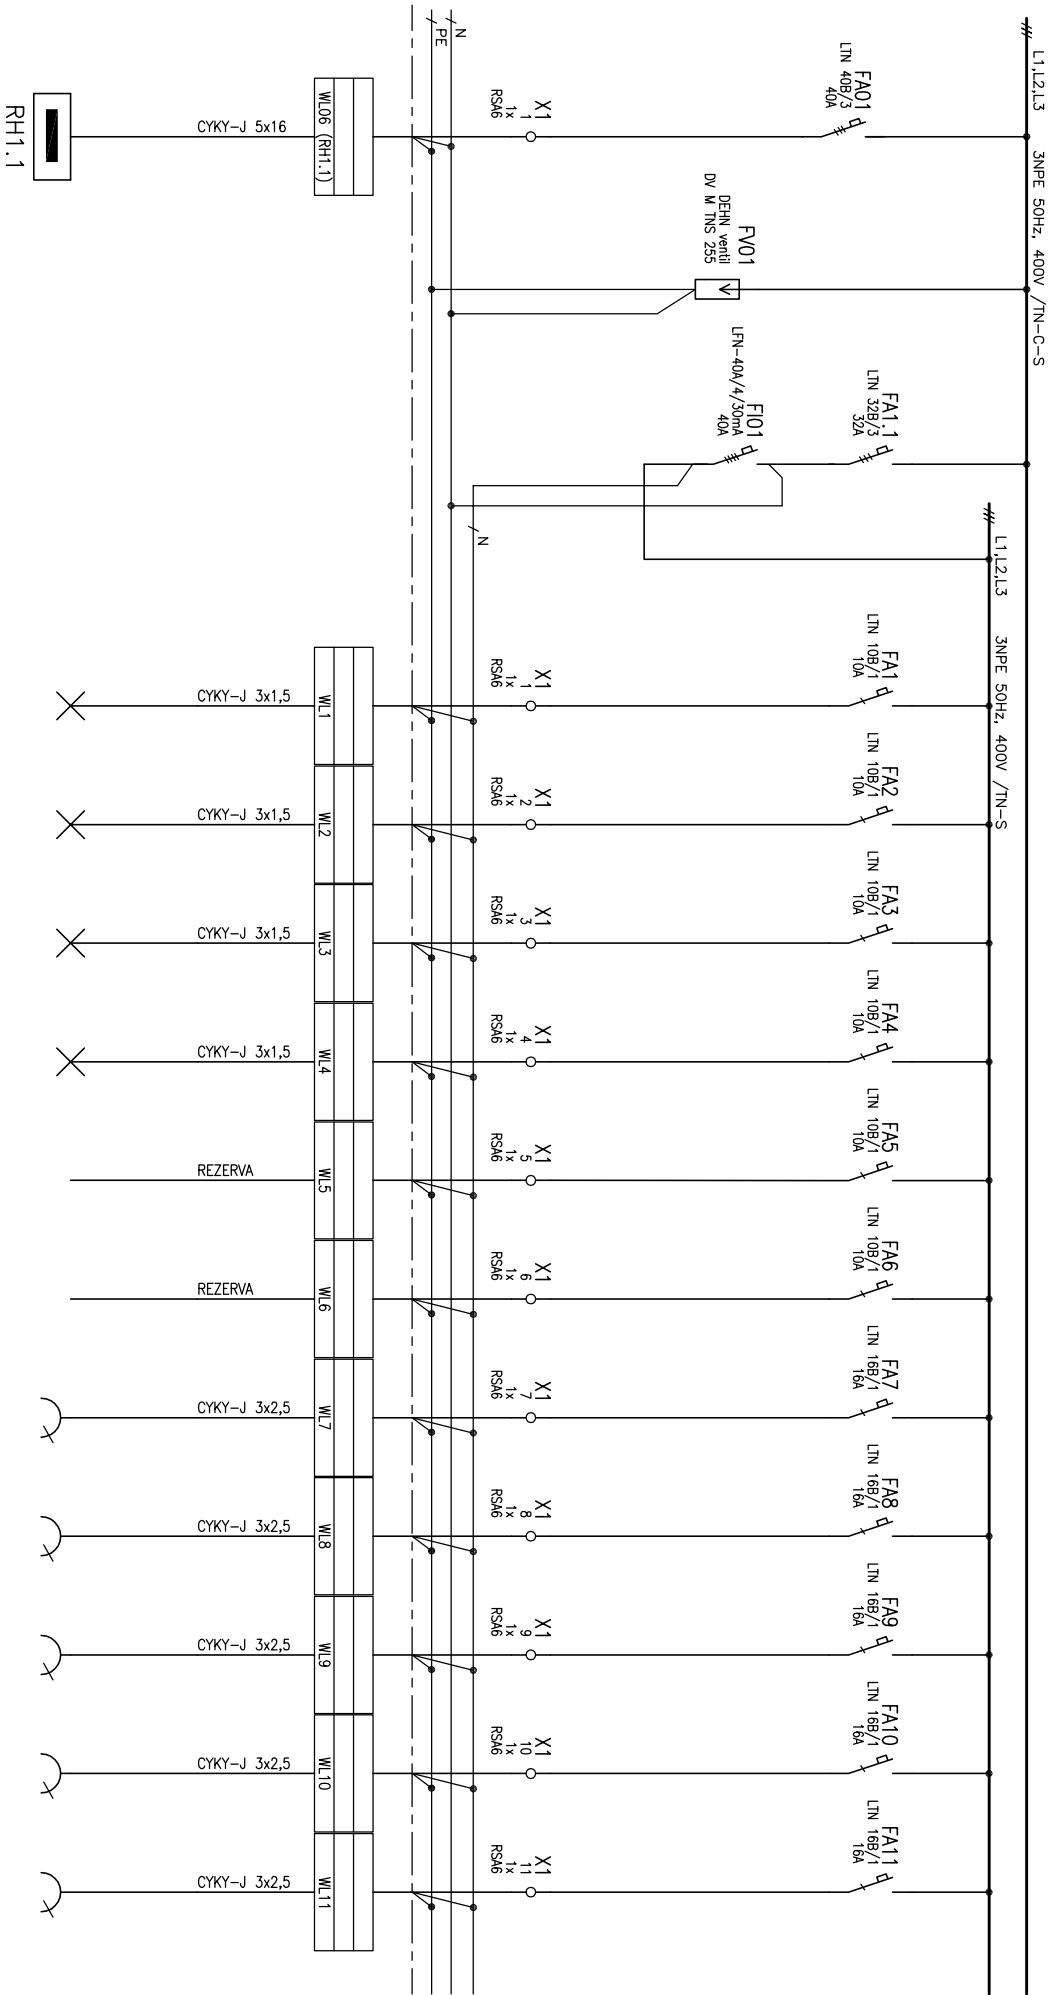 L1,L2,L3
3NPE 50Hz, 400V /TN-C-S
FA01
LTN 40B/3
40A
X1
1
1x
RSA6
N
PE
WL06 (RH1.1)
CYKY-J 5x16
RH1.1
FV01
DEHN ventil
DV M TNS 255
FA1.1
LTN 32B/3
32A
FI01
LFN-40A/4/30mA
40A
N
L1,L2,L3
3NPE 50Hz, 400V /TN-S
FA1
LTN 10B/1
10A
X1
1
1x
RSA6
WL1
CYKY-J 3x1,5
FA2
LTN 10B/1
10A
X1
2
1x
RSA6
WL2
CYKY-J 3x1,5
FA3
LTN 10B/1
10A
X1
3
1x
RSA6
WL3
CYKY-J 3x1,5
FA4
LTN 10B/1
10A
X1
4
1x
RSA6
WL4
CYKY-J 3x1,5
FA5
LTN 10B/1
10A
X1
5
1x
RSA6
WL5
REZERVA
FA6
LTN 10B/1
10A
X1
6
1x
RSA6
WL6
REZERVA
FA7
LTN 16B/1
16A
X1
7
1x
RSA6
WL7
CYKY-J 3x2,5
FA8
LTN 16B/1
16A
X1
8
1x
RSA6
WL8
CYKY-J 3x2,5
FA9
LTN 16B/1
16A
X1
9
1x
RSA6
WL9
CYKY-J 3x2,5
FA10
LTN 16B/1
16A
X1
10
1x
RSA6
WL10
CYKY-J 3x2,5
FA11
LTN 16B/1
16A
X1
11
1x
RSA6
WL11
CYKY-J 3x2,5